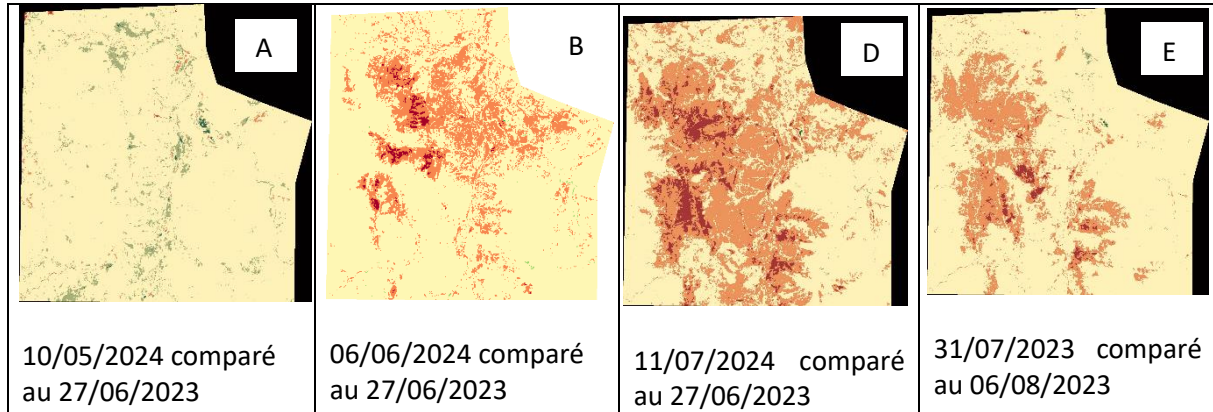 A
B
D
E
10/05/2024 comparé
au 27/06/2023
06/06/2024 comparé
au 27/06/2023
11/07/2024 comparé
au 27/06/2023
31/07/2023 comparé
au 06/08/2023